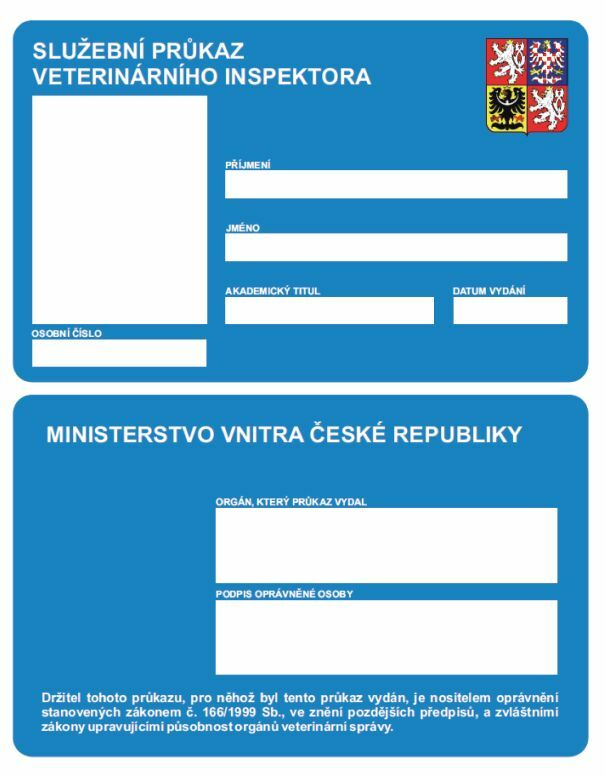 SLUŽEBNÍ PRŮKAZ
VETERINÁRNÍHO INSPEKTORA
PŘÍJMENÍ
JMÉNO
AKADEMICKÝ TITUL
DATUM VYDÁNÍ
OSOBNÍ ČÍSLO
MINISTERSTVO VNITRA ČESKÉ REPUBLIKY
ORGÁN, KTERÝ PRŮKAZ VYDAL
PODPIS OPRÁVNĚNÉ OSOBY
Držitel tohoto průkazu, pro něhož byl tento průkaz vydán, je nositelem oprávnění
stanovených zákonem č. 166/1999 Sb., ve znění pozdějších předpisů, a zvláštními
zákony upravujícími působnost orgánů veterinární správy.